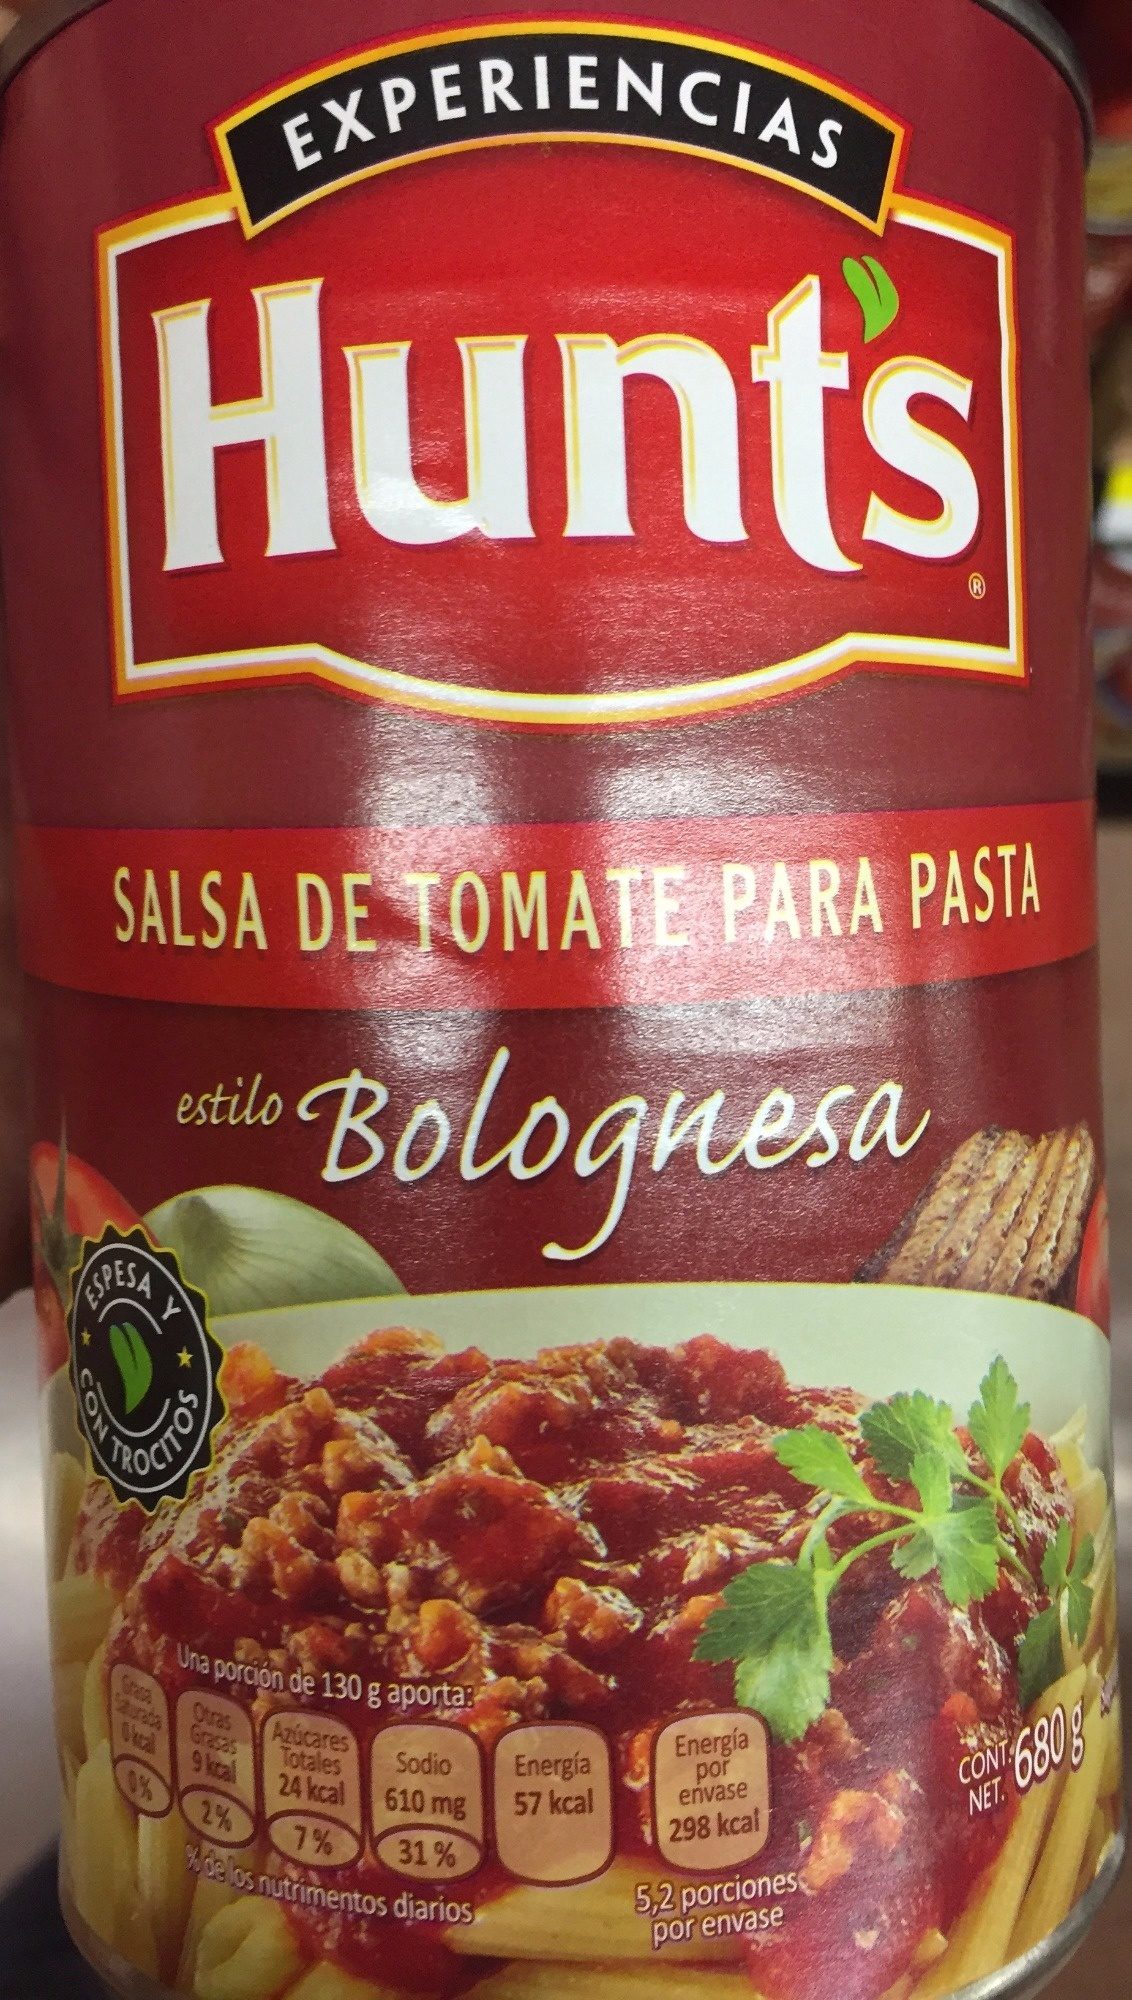 EXPERIENCIAS
Hunt's
®
SALSA DE TOMATE PARA PASTA
estilo Bolognesa
ESPESA Y
CON TROCITOS
Una porción de 130 g aporta:
Grasa
Saturada
0 kcal
0%
Otras
Grasas
9 kcal
2%
Azúcares
Totales
24 kcal
7%
Sodio
610 mg
31%
Energía
57 kcal
Energía
por
envase
298 kcal
% de los nutrimentos diarios
5,2 porciones
por envase
CONT.
NET.
680 g